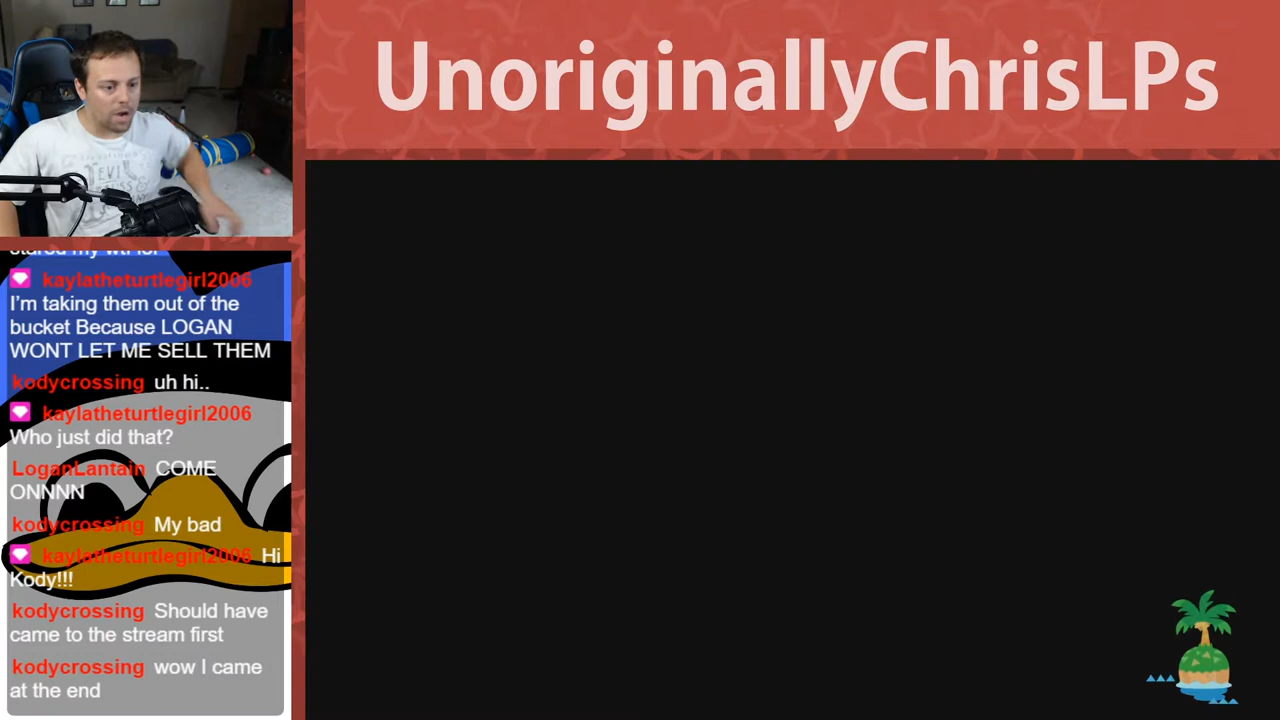 UnoriginallyChrisLPs
kaylatheturtlegirl2006
I'm taking them out of the
bucket Because LOGAN
WONT LET ME SELL THEM
kodycrossing uh hi..
kaylatheturtlegirl2006
Who just did that?
LoganLantain COME
ONNNN
kodycrossing My bad
kaylatheturtlegirl2006 Hi
Kody!!!
kodycrossing Should have
came to the stream first
kodycrossing wow I came
at the end